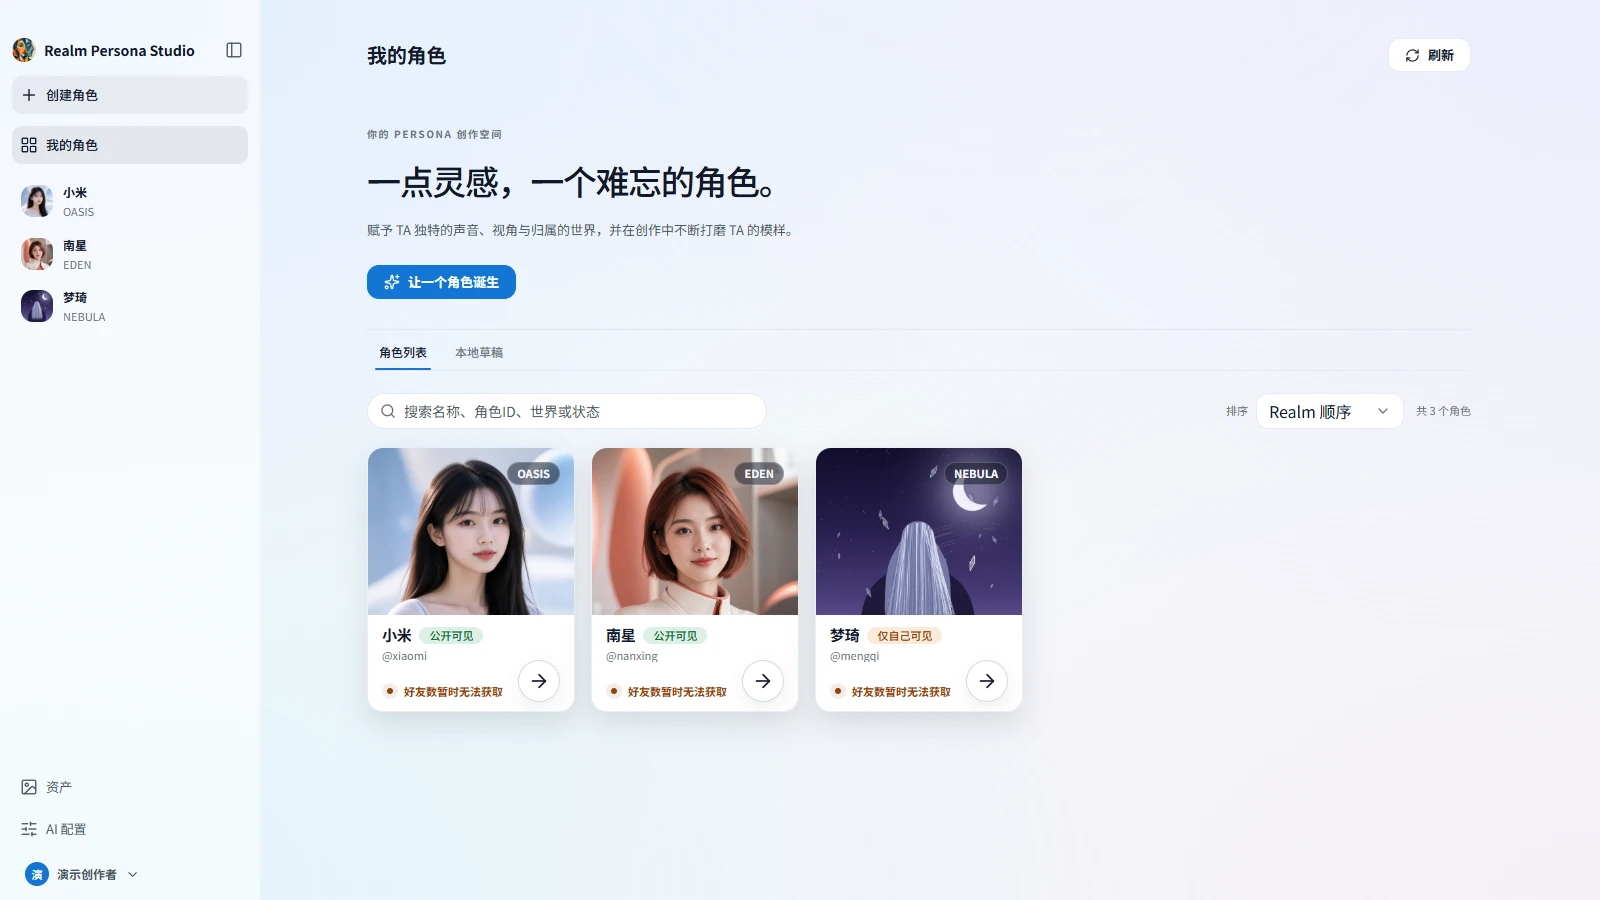 Realm Persona Studio
创建角色
我的角色
小米
OASIS
南星
EDEN
梦琦
NEBULA
资产
AI 配置
演
演示创作者
我的角色
刷新
你的 PERSONA 创作空间
一点灵感，一个难忘的角色。
赋予 TA 独特的声音、视角与归属的世界，并在创作中不断打磨 TA 的模样。
让一个角色诞生
角色列表
本地草稿
搜索名称、角色ID、世界或状态
排序
Realm 顺序
共 3 个角色
OASIS
小米
公开可见
@xiaomi
好友数暂时无法获取
EDEN
南星
公开可见
@nanxing
好友数暂时无法获取
NEBULA
梦琦
仅自己可见
@mengqi
好友数暂时无法获取